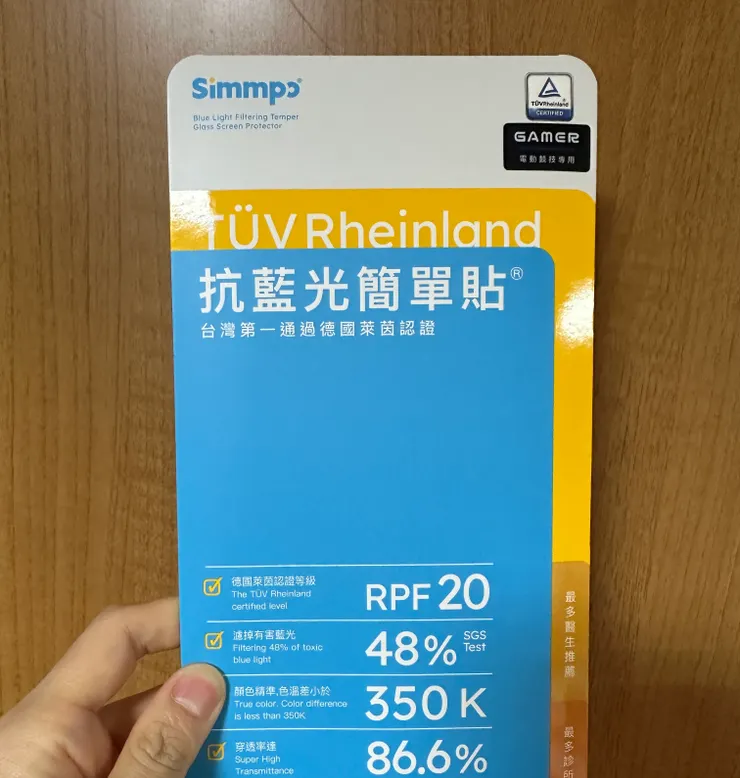 Simmpo
Blue Light Filtering Temper
Glass Screen Protector
TÜVRheinland
CERTIFIED
GAMER
電動競技專用
TÜV Rheinland
抗藍光簡單貼®
台灣第一通過德國萊茵認證
德國萊茵認證等級
The TÜV Rheinland
certified level
RPF 20
濾掉有害藍光
Filtering 48% of toxic
blue light
48% SGS
Test
顏色精準,色溫差小於
True color. Color difference
is less than 350K
350 K
穿透率達
Super High
Transmittance
86.6%
最多醫生推薦
最多診所